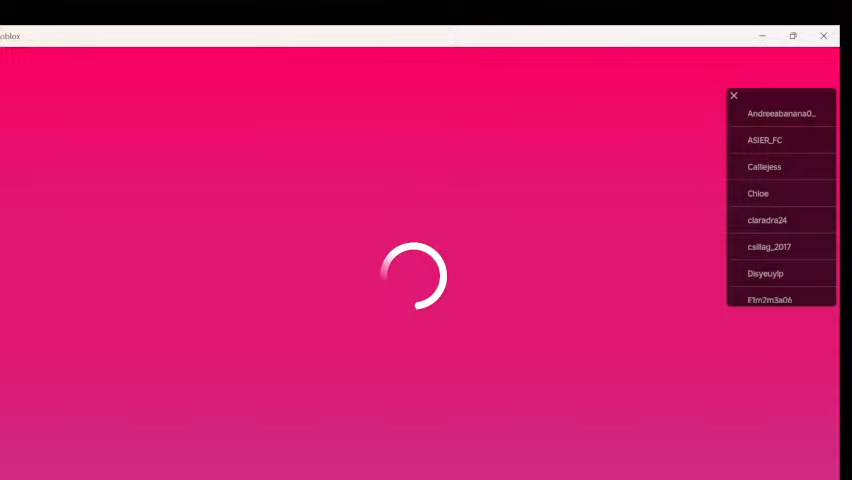 oblox
Andreeabanana0...
ASIER_FC
Calliejess
Chloe
claradra24
csillag_2017
Disyeuylp
E1m2m3a06